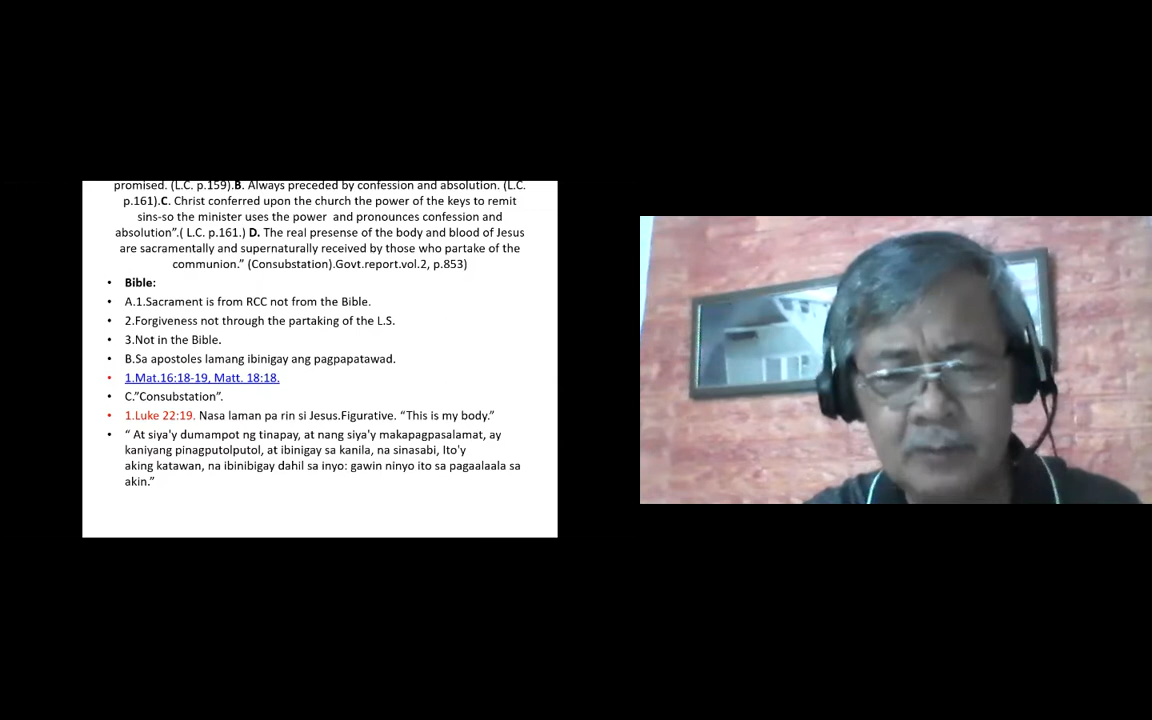 promised. (L.C. p.159).B. Always preceded by confession and absolution. (L.C.
p.161).C. Christ conferred upon the church the power of the keys to remit
sins-so the minister uses the power  and pronounces confession and
absolution”.( L.C. p.161.) D. The real presense of the body and blood of Jesus
are sacramentally and supernaturally received by those who partake of the
communion.” (Consubstation).Govt.report.vol.2, p.853)
• Bible:
• A.1.Sacrament is from RCC not from the Bible.
• 2.Forgiveness not through the partaking of the L.S.
• 3.Not in the Bible.
• B.Sa apostles lamang ibinigay ang pagpapatawad.
• 1.Mat.16:18-19, Matt. 18:18.
• C.”Consubstation”.
• 1.Luke 22:19. Nasa laman pa rin si Jesus.Figurative. “This is my body.”
• “ At siya'y dumampot ng tinapay, at nang siya'y makapagpasalamat, ay
kaniyang pinagputolputol, at ibinigay sa kanila, na sinasabi, Ito'y
aking katawan, na ibinibigay dahil sa inyo: gawin ninyo ito sa pagaalaala sa
akin.”